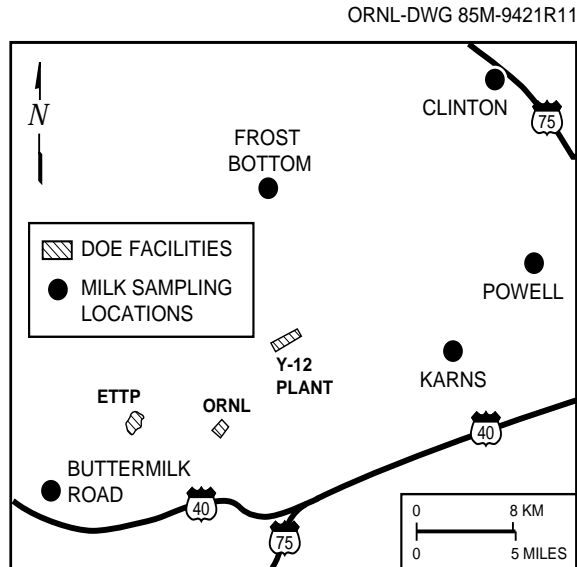 ORNL-DWG 85M-9421R11
N
CLINTON
75
FROST
BOTTOM
DOE FACILITIES
MILK SAMPLING
LOCATIONS
POWELL
Y-12
PLANT
KARNS
ETTP
ORNL
40
BUTTERMILK
ROAD
40
75
0 8 KM
0 5 MILES